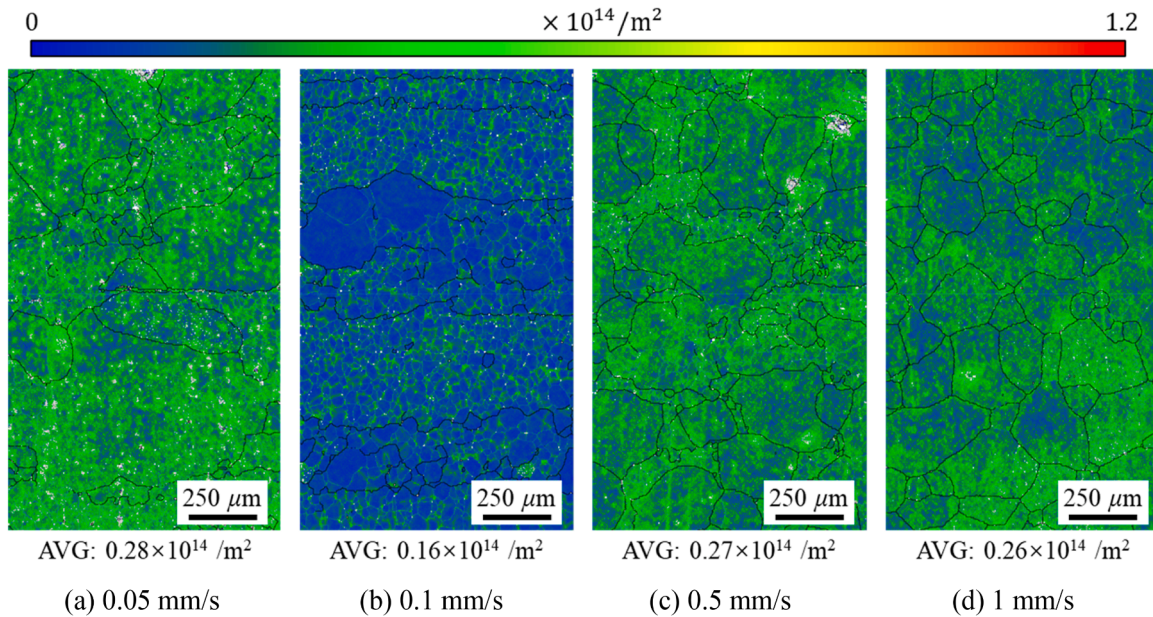 0 × 10¹⁴/m² 1.2
250 μm 250 μm 250 μm 250 μm
AVG: 0.28×10¹⁴ /m² AVG: 0.16×10¹⁴ /m² AVG: 0.27×10¹⁴ /m² AVG: 0.26×10¹⁴ /m²
(a) 0.05 mm/s (b) 0.1 mm/s (c) 0.5 mm/s (d) 1 mm/s